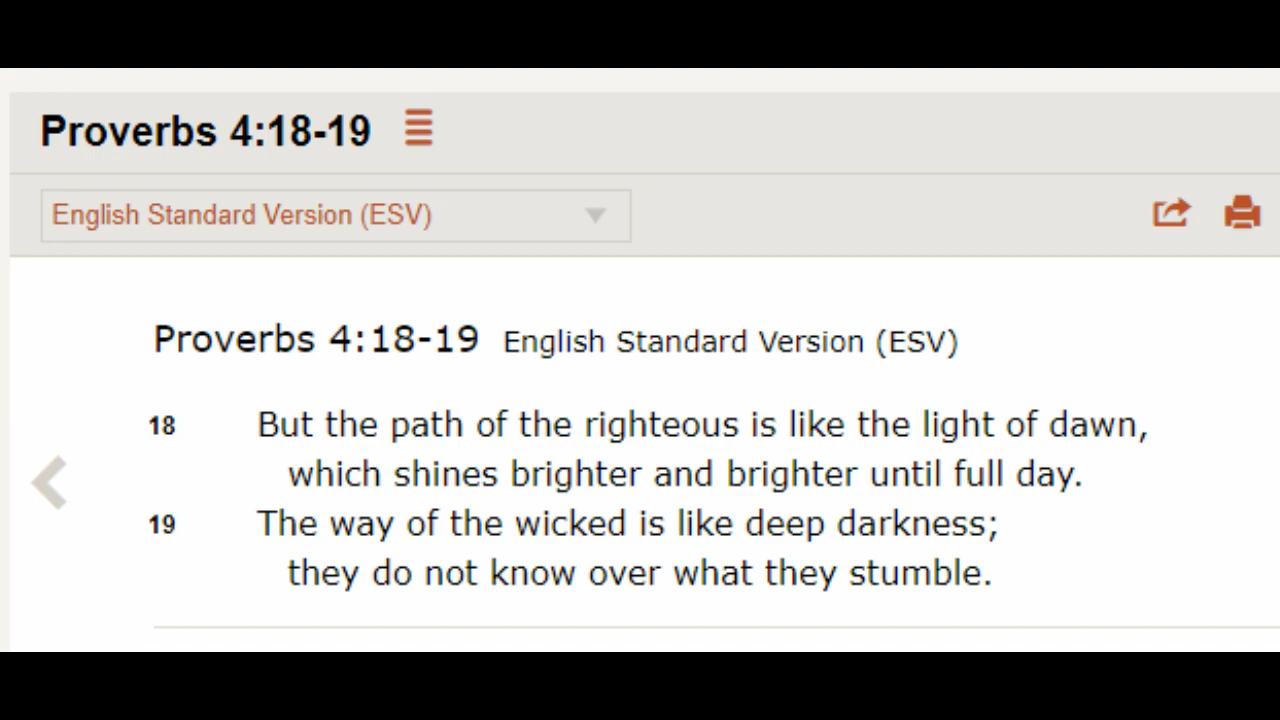 Proverbs 4:18-19
English Standard Version (ESV)
Proverbs 4:18-19 English Standard Version (ESV)
18 But the path of the righteous is like the light of dawn,
which shines brighter and brighter until full day.
19 The way of the wicked is like deep darkness;
they do not know over what they stumble.